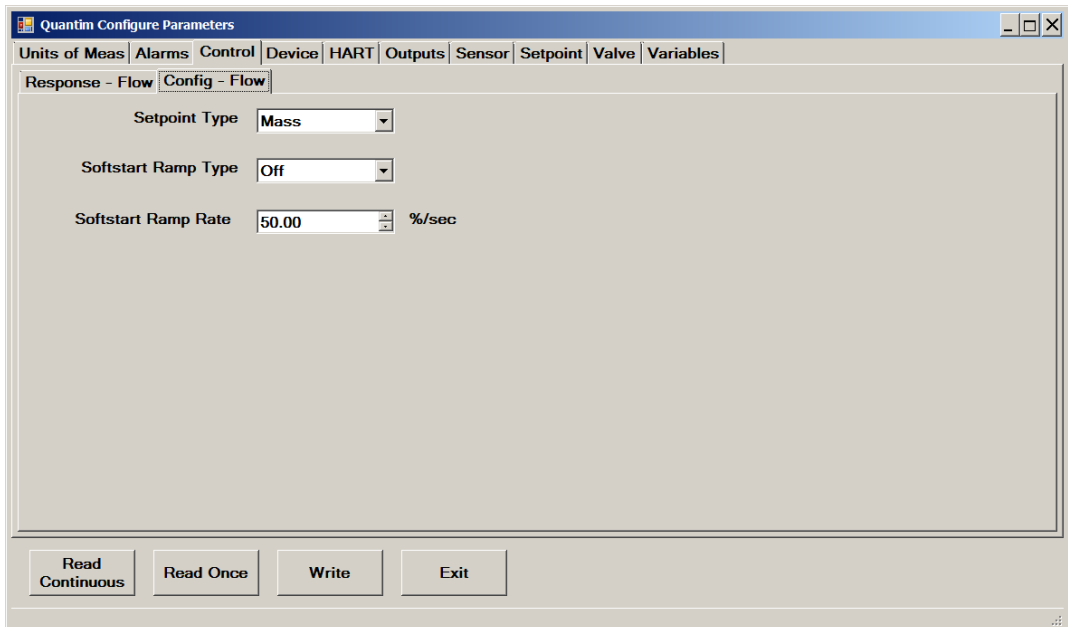 Quantim Configure Parameters
Units of Meas Alarms Control Device HART Outputs Sensor Setpoint Valve Variables
Response - Flow Config - Flow
Setpoint Type Mass
Softstart Ramp Type Off
Softstart Ramp Rate 50.00 %/sec
Read Continuous Read Once Write Exit